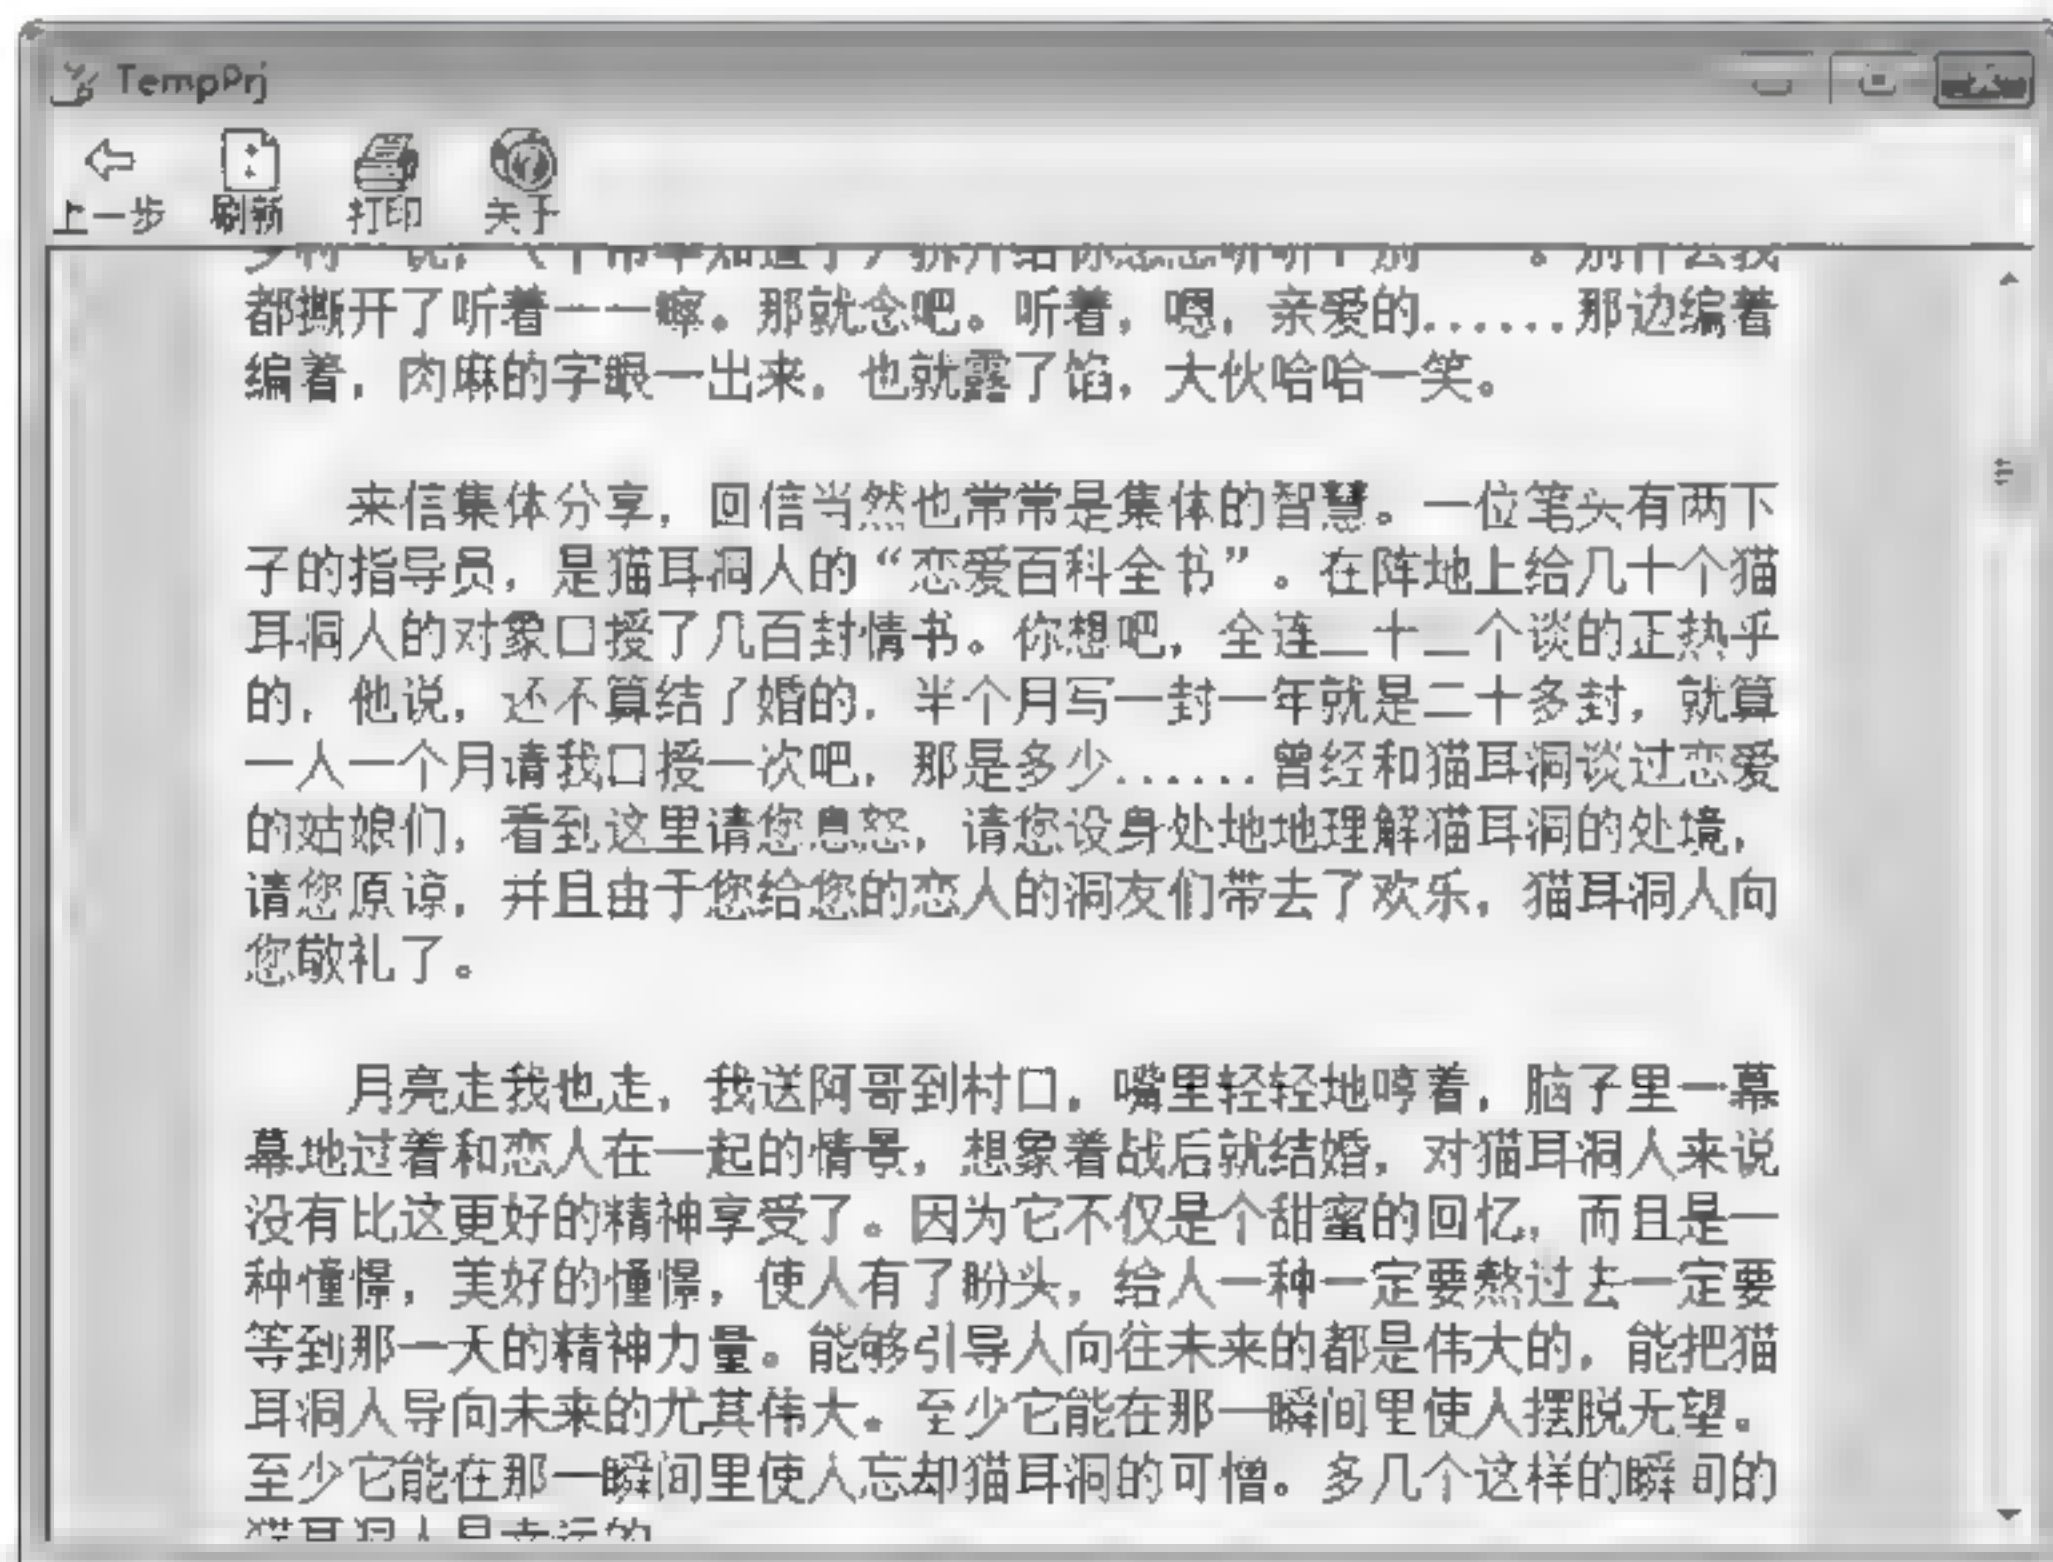 TempPrj
上一步 刷新 打印 关于
都撕开了听着一一嚓。那就念吧。听着，嗯，亲爱的......那边编着
编着，肉麻的字眼一出来，也就露了馅，大伙哈哈一笑。
来信集体分享，回信当然也常常是集体的智慧。一位笔头有两下
子的指导员，是猫耳洞人的“恋爱百科全书”。在阵地上给几十个猫
耳洞人的对象口授了几百封情书。你想吧，全连二十二个谈的正热乎
的，他说，还不算结了婚的，半个月写一封一年就是二十多封，就算
一人一个月请我口授一次吧，那是多少......曾经和猫耳洞谈过恋爱
的姑娘们，看到这里请您息怒，请您设身处地地理解猫耳洞的处境，
请您原谅，并且由于您给您的恋人的洞友们带去了欢乐，猫耳洞人向
您敬礼了。
月亮走我也走，我送阿哥到村口，嘴里轻轻地哼着，脑子里一幕
幕地过着和恋人在一起的情景，想象着战后就结婚，对猫耳洞人来说
没有比这更好的精神享受了。因为它不仅是个甜蜜的回忆，而且是一
种憧憬，美好的憧憬，使人有了盼头，给人一种一定要熬过去一定要
等到那一天的精神力量。能够引导人向往未来的都是伟大的，能把猫
耳洞人导向未来的尤其伟大。至少它能在那一瞬间里使人摆脱无望。
至少它能在那一瞬间里使人忘却猫耳洞的可憎。多几个这样的瞬间的